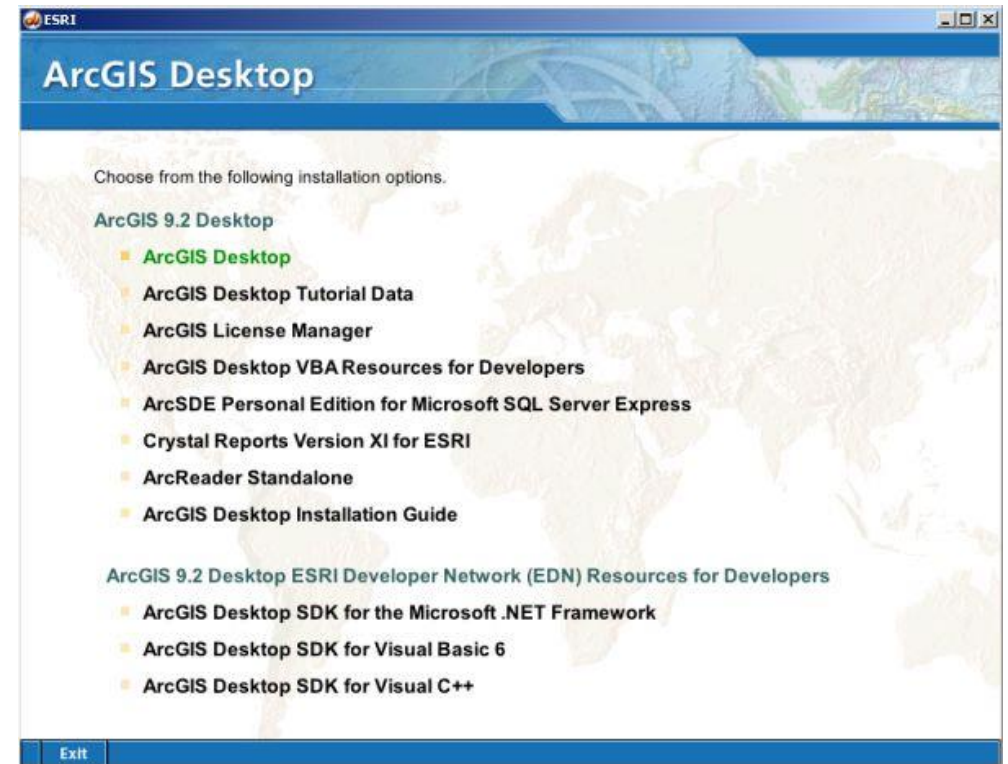 ESRI
ArcGIS Desktop
Choose from the following installation options.
ArcGIS 9.2 Desktop
ArcGIS Desktop
ArcGIS Desktop Tutorial Data
ArcGIS License Manager
ArcGIS Desktop VBA Resources for Developers
ArcSDE Personal Edition for Microsoft SQL Server Express
Crystal Reports Version XI for ESRI
ArcReader Standalone
ArcGIS Desktop Installation Guide
ArcGIS 9.2 Desktop ESRI Developer Network (EDN) Resources for Developers
ArcGIS Desktop SDK for the Microsoft .NET Framework
ArcGIS Desktop SDK for Visual Basic 6
ArcGIS Desktop SDK for Visual C++
Exit